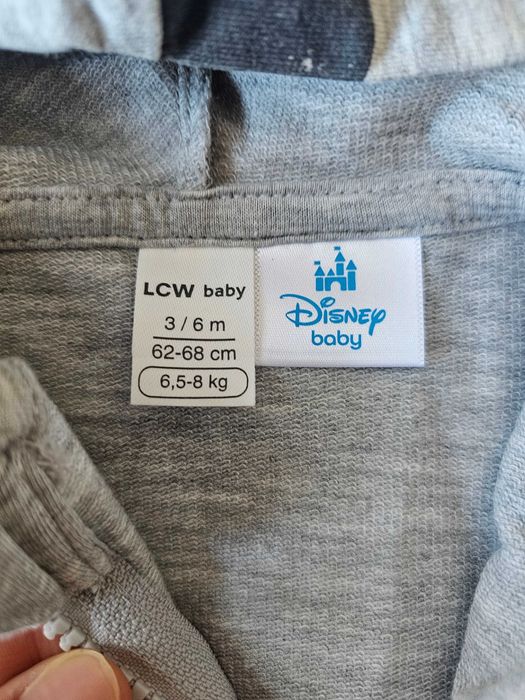 LCW baby
3 / 6 m
62-68 cm
6,5-8 kg
Disney
baby